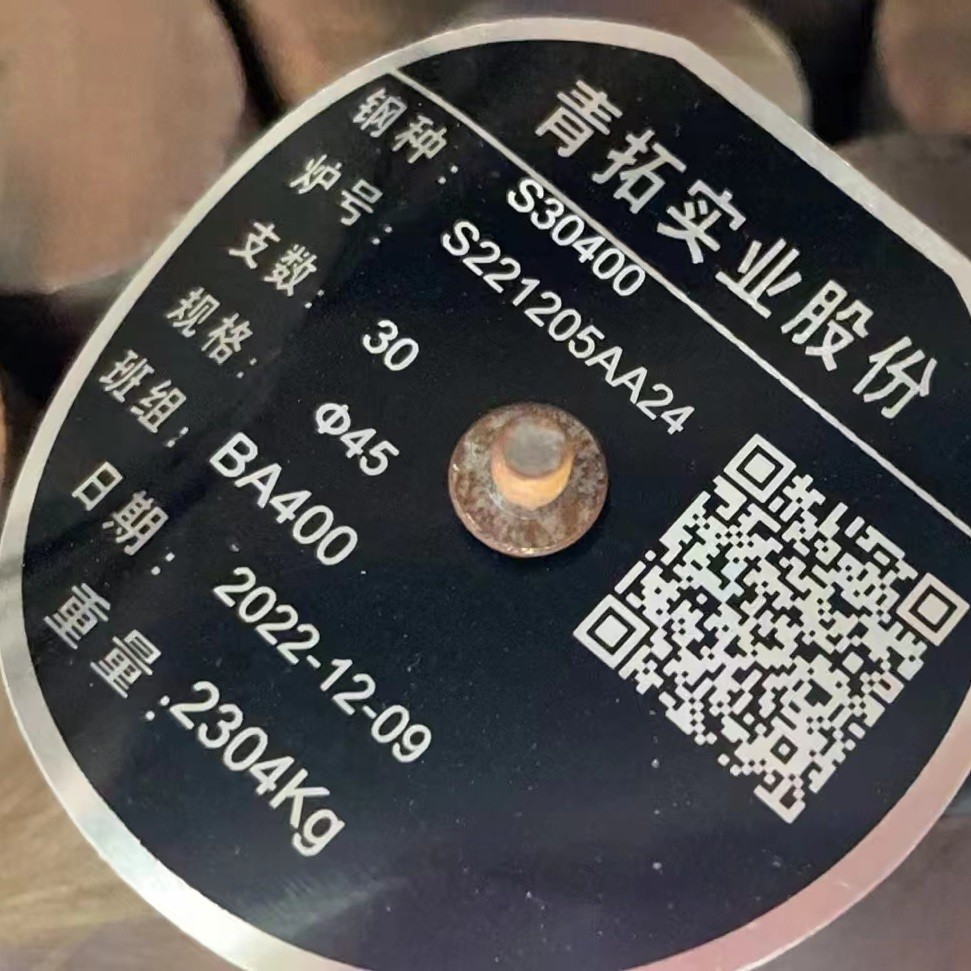 青拓实业股份
钢种: S30400
炉号: S221205AA24
支数: 30
规格: Φ45
班组: BA400
日期: 2022-12-09
重量: 2304Kg